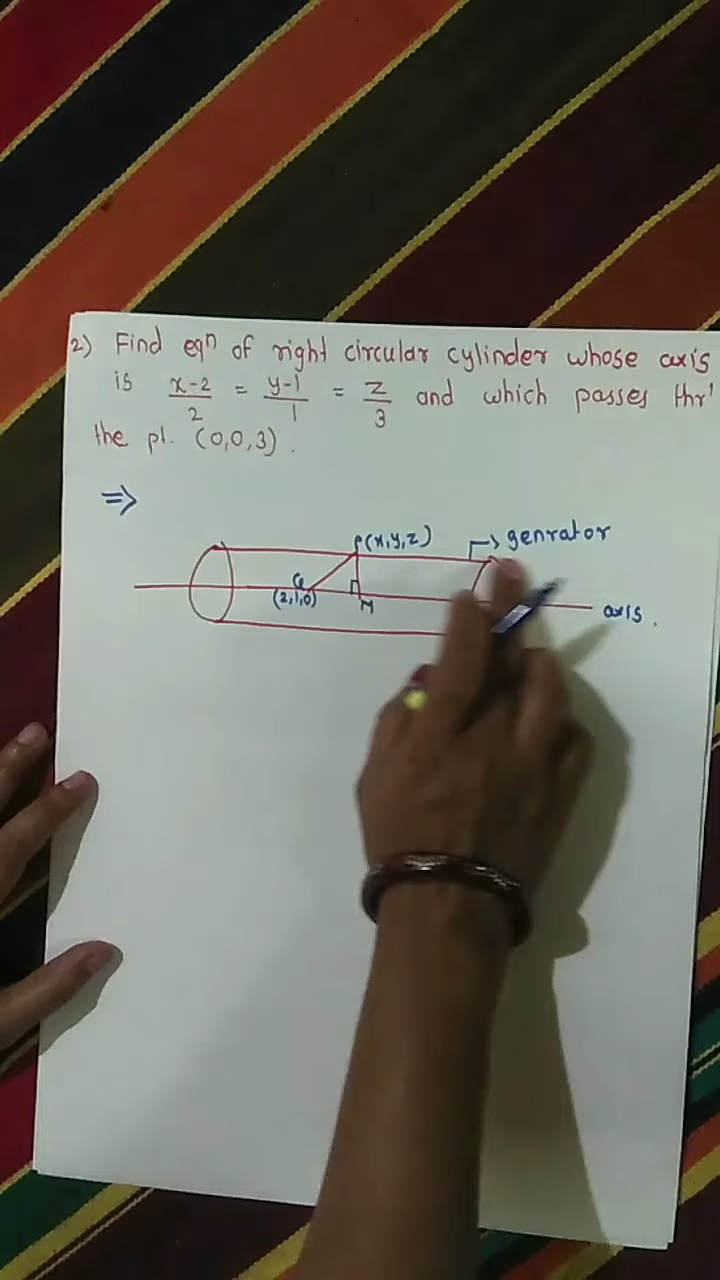 2) Find eqⁿ of right circular cylinder whose axis
is x-2/2 = y-1/1 = z/3 and which passes thr'
the pt. (0,0,3).
⇒
P(x,y,z)
→ genrator
(2,1,0)
M
axis.